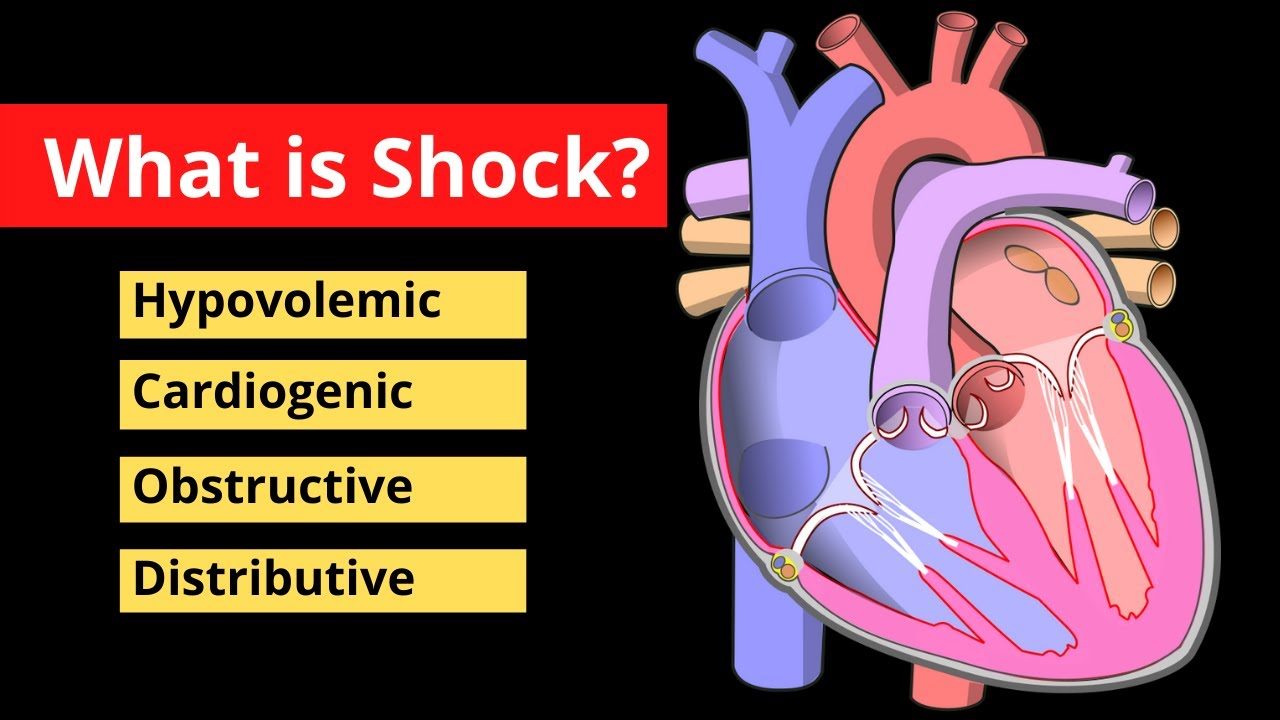 What is Shock?
Hypovolemic
Cardiogenic
Obstructive
Distributive